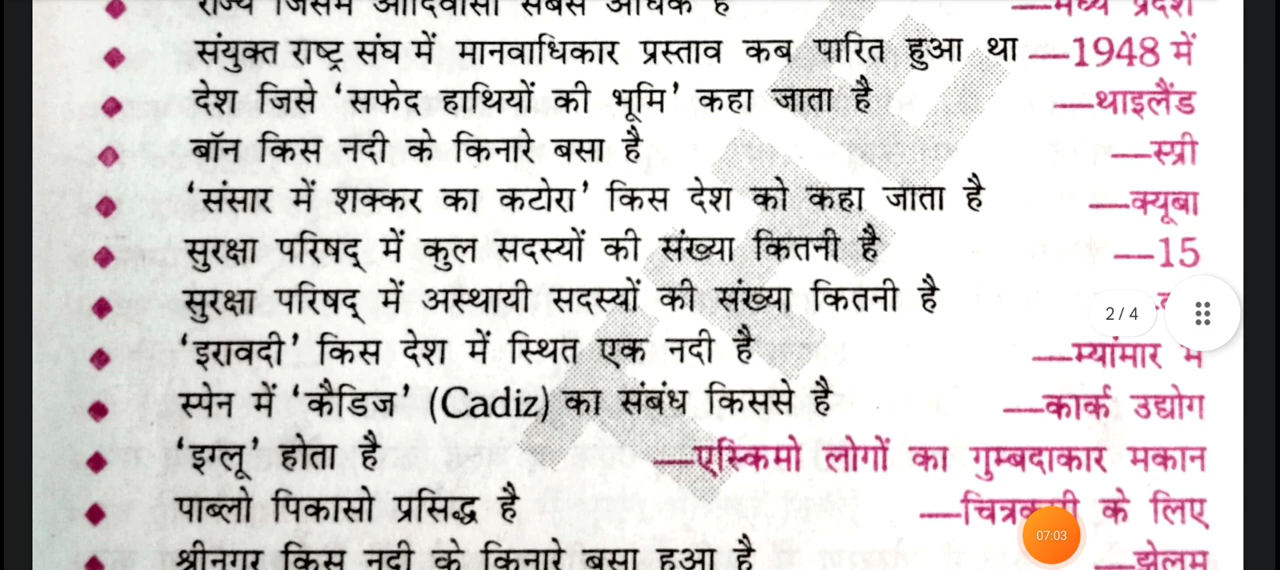 राज्य जिसमें आदिवासी सबसे अधिक है —मध्य प्रदेश
संयुक्त राष्ट्र संघ में मानवाधिकार प्रस्ताव कब पारित हुआ था —1948 में
देश जिसे ‘सफेद हाथियों की भूमि’ कहा जाता है —थाइलैंड
बॉन किस नदी के किनारे बसा है —स्प्री
‘संसार में शक्कर का कटोरा’ किस देश को कहा जाता है —क्यूबा
सुरक्षा परिषद् में कुल सदस्यों की संख्या कितनी है —15
सुरक्षा परिषद् में अस्थायी सदस्यों की संख्या कितनी है
2 / 4
‘इरावदी’ किस देश में स्थित एक नदी है —म्यांमार में
स्पेन में ‘कैडिज’ (Cadiz) का संबंध किससे है —कार्क उद्योग
‘इग्लू’ होता है —एस्किमो लोगों का गुम्बदाकार मकान
पाब्लो पिकासो प्रसिद्ध है —चित्रकारी के लिए
07:03
श्रीनगर किस नदी के किनारे बसा हुआ है —झेलम